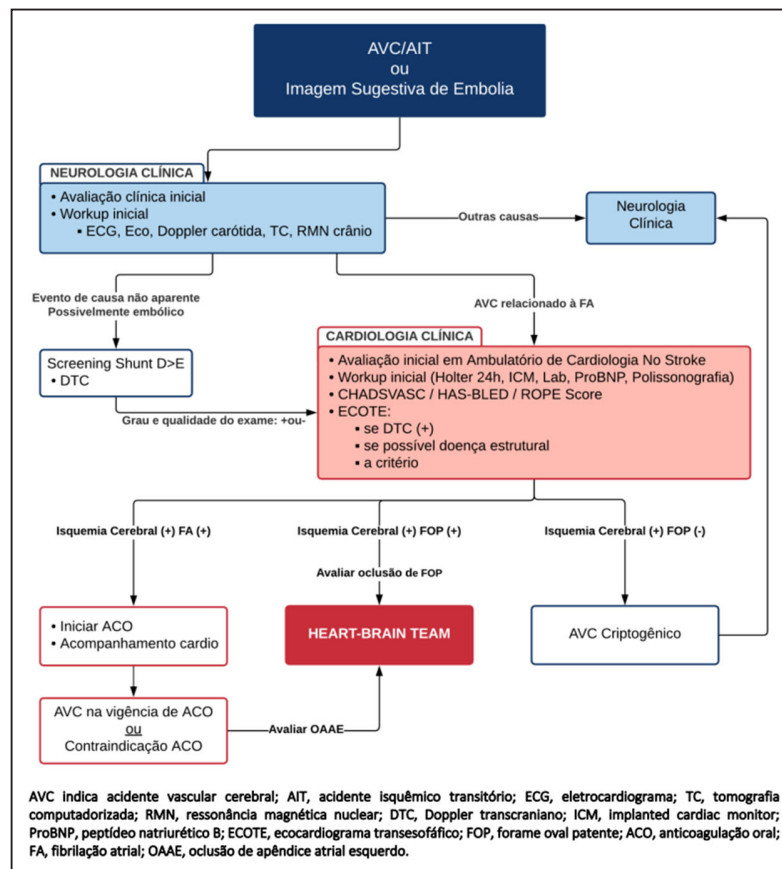 AVC/AIT
ou
Imagem Sugestiva de Embolia
NEUROLOGIA CLÍNICA
• Avaliação clínica inicial
• Workup inicial
▪ ECG, Eco, Doppler carótida, TC, RMN crânio
Outras causas
Neurologia
Clínica
Evento de causa não aparente
Possivelmente embólico
AVC relacionado à FA
Screening Shunt D>E
• DTC
Grau e qualidade do exame: +ou-
CARDIOLOGIA CLÍNICA
• Avaliação inicial em Ambulatório de Cardiologia No Stroke
• Workup inicial (Holter 24h, ICM, Lab, ProBNP, Polissonografia)
• CHADSVASC / HAS-BLED / ROPE Score
• ECOTE:
▪ se DTC (+)
▪ se possível doença estrutural
▪ a critério
Isquemia Cerebral (+) FA (+)
Isquemia Cerebral (+) FOP (+)
Isquemia Cerebral (+) FOP (-)
Avaliar oclusão de FOP
• Iniciar ACO
• Acompanhamento cardio
HEART-BRAIN TEAM
AVC Criptogênico
AVC na vigência de ACO
ou
Contraindicação ACO
Avaliar OAAE
AVC indica acidente vascular cerebral; AIT, acidente isquêmico transitório; ECG, eletrocardiograma; TC, tomografia
computadorizada; RMN, ressonância magnética nuclear; DTC, Doppler transcraniano; ICM, implanted cardiac monitor;
ProBNP, peptídeo natriurético B; ECOTE, ecocardiograma transesofáfico; FOP, forame oval patente; ACO, anticoagulação oral;
FA, fibrilação atrial; OAAE, oclusão de apêndice atrial esquerdo.